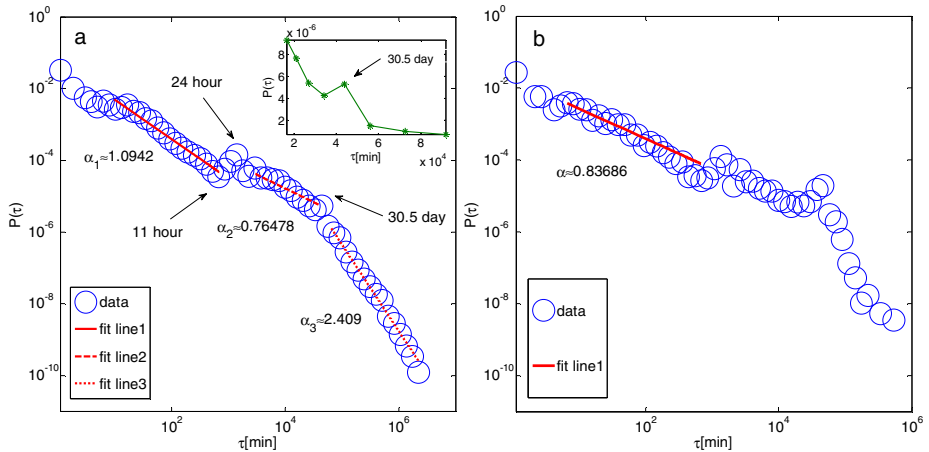 a
10^0
10^-2
10^-4
10^-6
10^-8
10^-10
P(τ)
10^2
10^4
10^6
τ[min]
24 hour
11 hour
30.5 day
α_1≈1.0942
α_2≈0.76478
α_3≈2.409
data
fit line1
fit line2
fit line3
x 10^-6
8
6
4
2
P(τ)
30.5 day
2
4
6
8
τ[min]
x 10^4
b
10^0
10^-2
10^-4
10^-6
10^-8
10^-10
P(τ)
10^2
10^4
10^6
τ[min]
α≈0.83686
data
fit line1